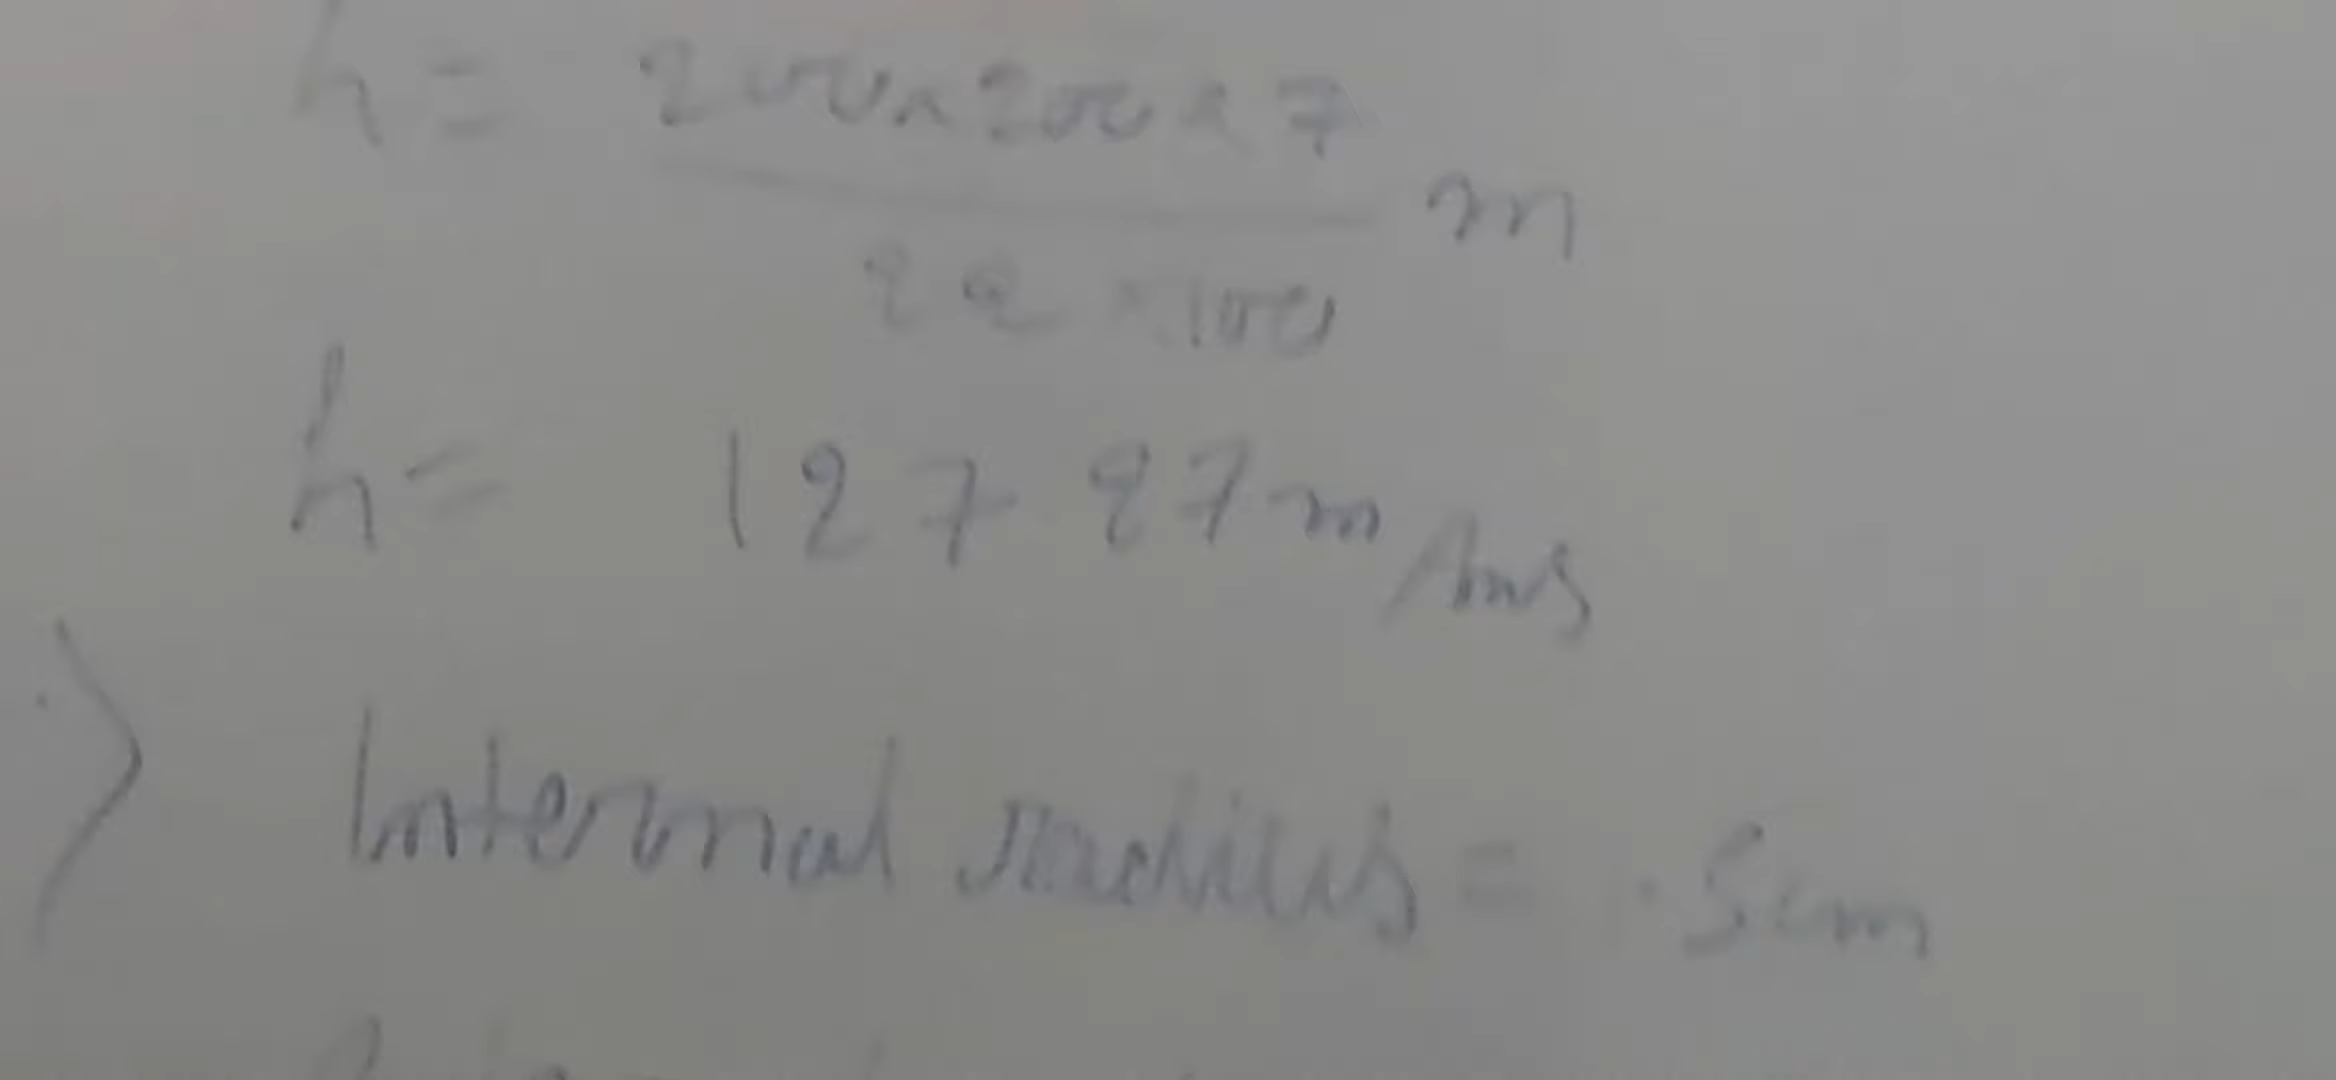 h = 200 x 200 x 7
m
22 x 100
h = 127 27 m Ans
Internal radius = .5cm